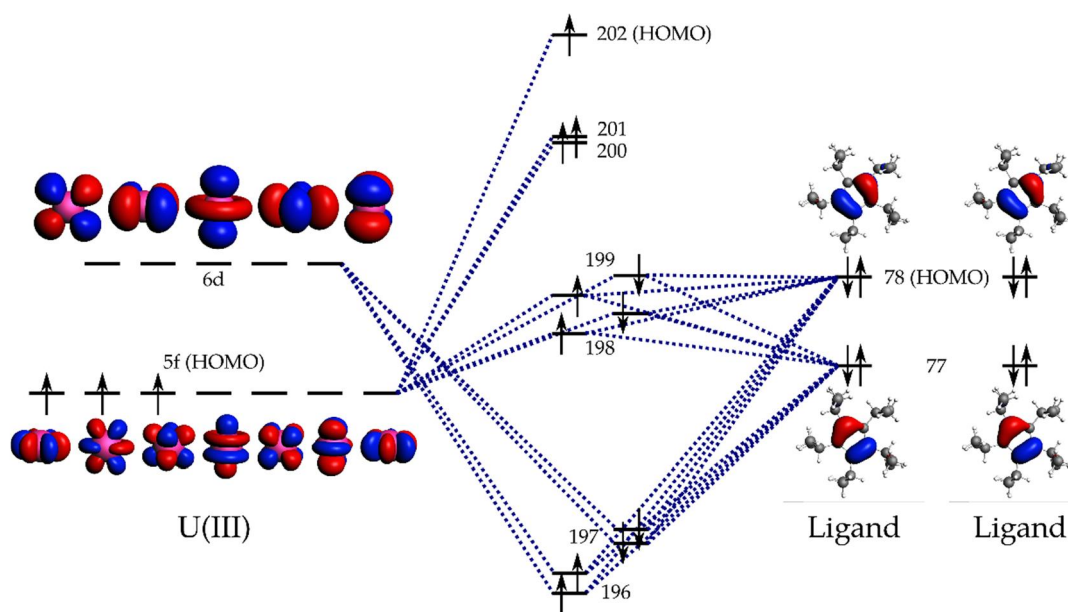 202 (HOMO)
201
200
6d
199
78 (HOMO)
5f (HOMO)
198
77
197
196
U(III)
Ligand
Ligand